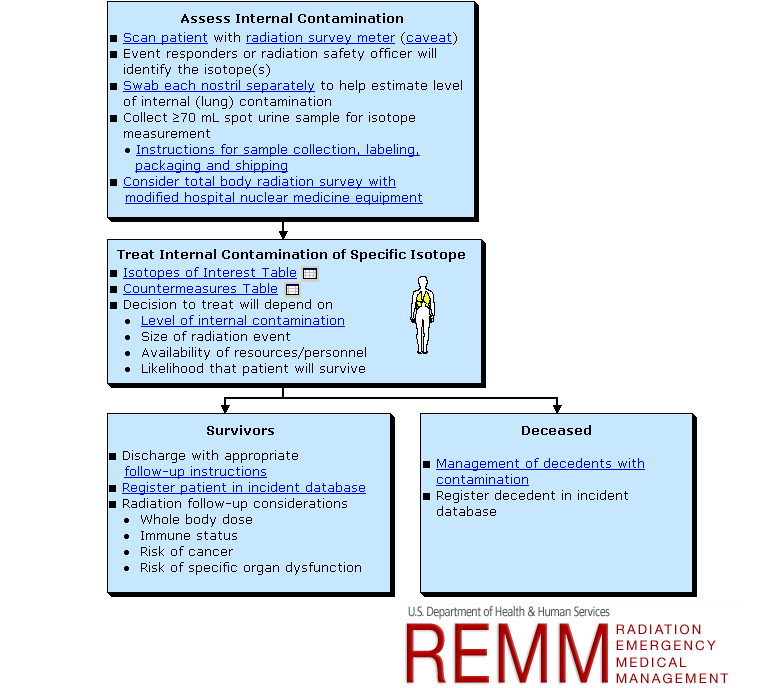 Assess Internal Contamination
■ Scan patient with radiation survey meter (caveat)
■ Event responders or radiation safety officer will
identify the isotope(s)
■ Swab each nostril separately to help estimate level
of internal (lung) contamination
■ Collect ≥70 mL spot urine sample for isotope
measurement
• Instructions for sample collection, labeling,
packaging and shipping
■ Consider total body radiation survey with
modified hospital nuclear medicine equipment
Treat Internal Contamination of Specific Isotope
■ Isotopes of Interest Table
■ Countermeasures Table
■ Decision to treat will depend on
• Level of internal contamination
• Size of radiation event
• Availability of resources/personnel
• Likelihood that patient will survive
Survivors
■ Discharge with appropriate
follow-up instructions
■ Register patient in incident database
■ Radiation follow-up considerations
• Whole body dose
• Immune status
• Risk of cancer
• Risk of specific organ dysfunction
Deceased
■ Management of decedents with
contamination
■ Register decedent in incident
database
U.S. Department of Health & Human Services
REMM
RADIATION
EMERGENCY
MEDICAL
MANAGEMENT